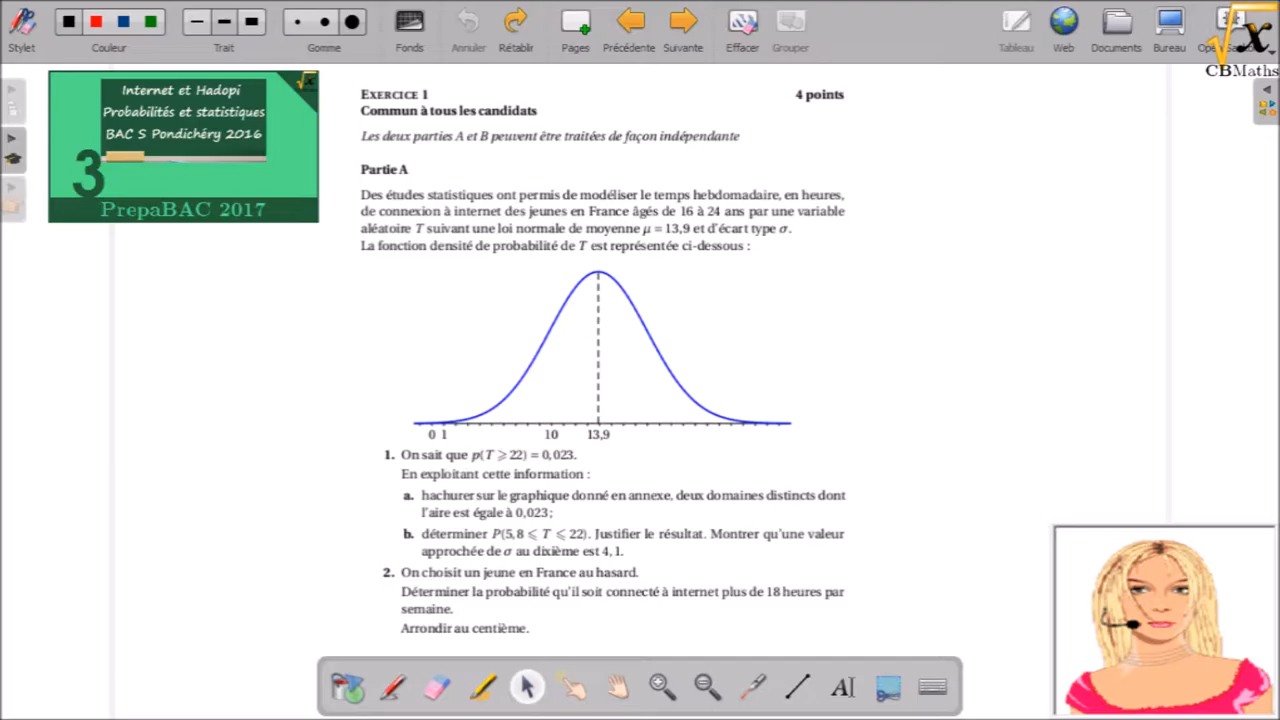 Stylet
Couleur
Trait
Gomme
Fonds
Annuler
Rétablir
Pages
Précédente
Suivante
Effacer
Grouper
Tableau
Web
Documents
Bureau
CBMaths
Internet et Hadopi
Probabilités et statistiques
BAC S Pondichéry 2016
3
PrepaBAC 2017
EXERCICE 1 4 points
Commun à tous les candidats
Les deux parties A et B peuvent être traitées de façon indépendante
Partie A
Des études statistiques ont permis de modéliser le temps hebdomadaire, en heures,
de connexion à internet des jeunes en France âgés de 16 à 24 ans par une variable
aléatoire T suivant une loi normale de moyenne μ = 13,9 et d'écart type σ.
La fonction densité de probabilité de T est représentée ci-dessous :
0 1 10 13,9
1. On sait que p(T ⩾ 22) = 0,023.
En exploitant cette information :
a. hachurer sur le graphique donné en annexe, deux domaines distincts dont
l'aire est égale à 0,023;
b. déterminer P(5,8 ⩽ T ⩽ 22). Justifier le résultat. Montrer qu'une valeur
approchée de σ au dixième est 4,1.
2. On choisit un jeune en France au hasard.
Déterminer la probabilité qu'il soit connecté à internet plus de 18 heures par
semaine.
Arrondir au centième.